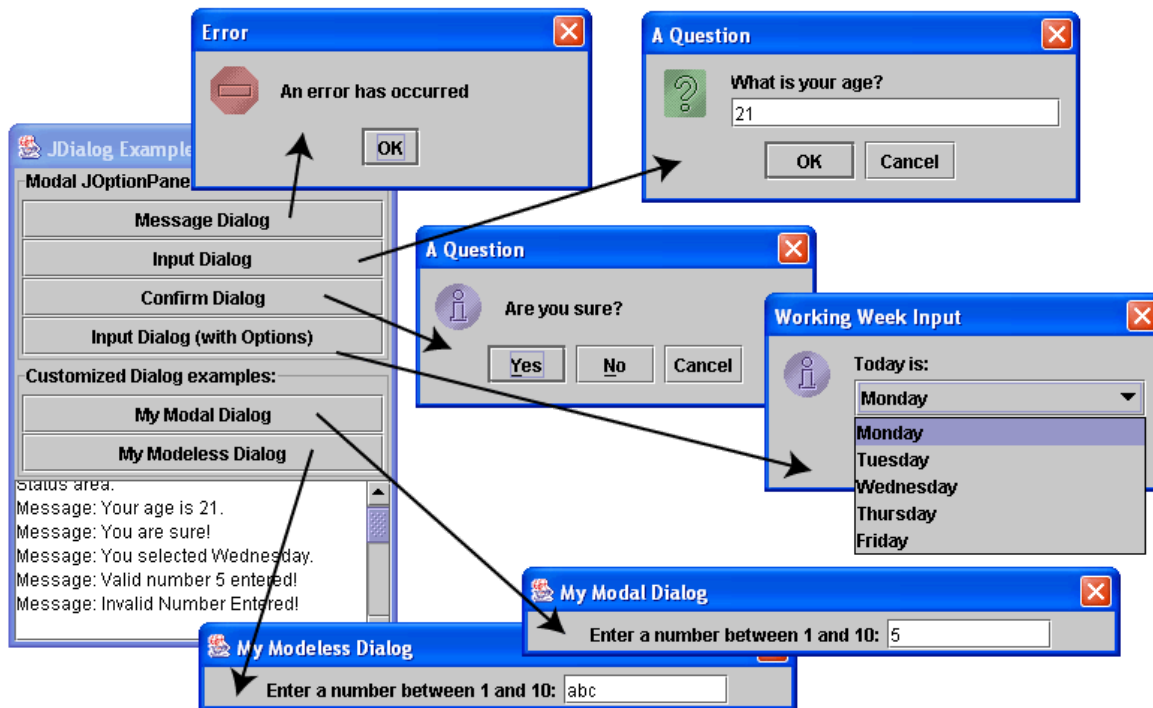 Error
An error has occurred
OK
A Question
What is your age?
21
OK
Cancel
JDialog Example
Modal JOptionPane
Message Dialog
Input Dialog
Confirm Dialog
Input Dialog (with Options)
Customized Dialog examples:
My Modal Dialog
My Modeless Dialog
Status area.
Message: Your age is 21.
Message: You are sure!
Message: You selected Wednesday.
Message: Valid number 5 entered!
Message: Invalid Number Entered!
A Question
Are you sure?
Yes
No
Cancel
Working Week Input
Today is:
Monday
Monday
Tuesday
Wednesday
Thursday
Friday
My Modal Dialog
Enter a number between 1 and 10: 5
My Modeless Dialog
Enter a number between 1 and 10: abc